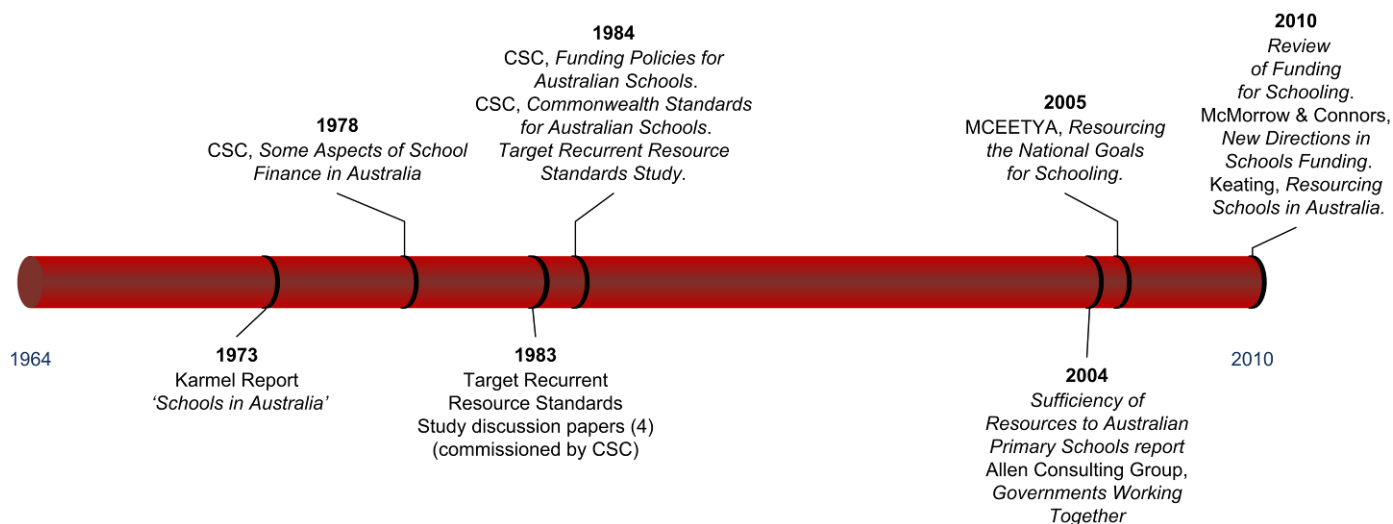 1984
CSC, Funding Policies for
Australian Schools.
CSC, Commonwealth Standards
for Australian Schools.
Target Recurrent Resource
Standards Study.
2010
Review
of Funding
for Schooling.
McMorrow & Connors,
New Directions in
Schools Funding.
Keating, Resourcing
Schools in Australia.
1978
CSC, Some Aspects of School
Finance in Australia
2005
MCEETYA, Resourcing
the National Goals
for Schooling.
1964
1973
Karmel Report
‘Schools in Australia’
1983
Target Recurrent
Resource Standards
Study discussion papers (4)
(commissioned by CSC)
2004
Sufficiency of
Resources to Australian
Primary Schools report
Allen Consulting Group,
Governments Working
Together
2010